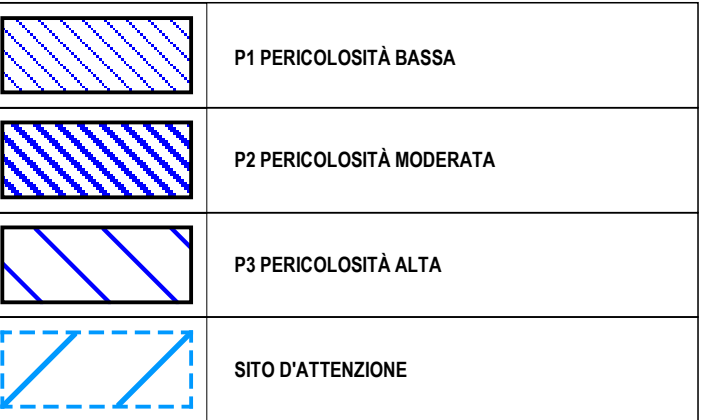 P1 PERICOLOSITÀ BASSA
P2 PERICOLOSITÀ MODERATA
P3 PERICOLOSITÀ ALTA
SITO D'ATTENZIONE